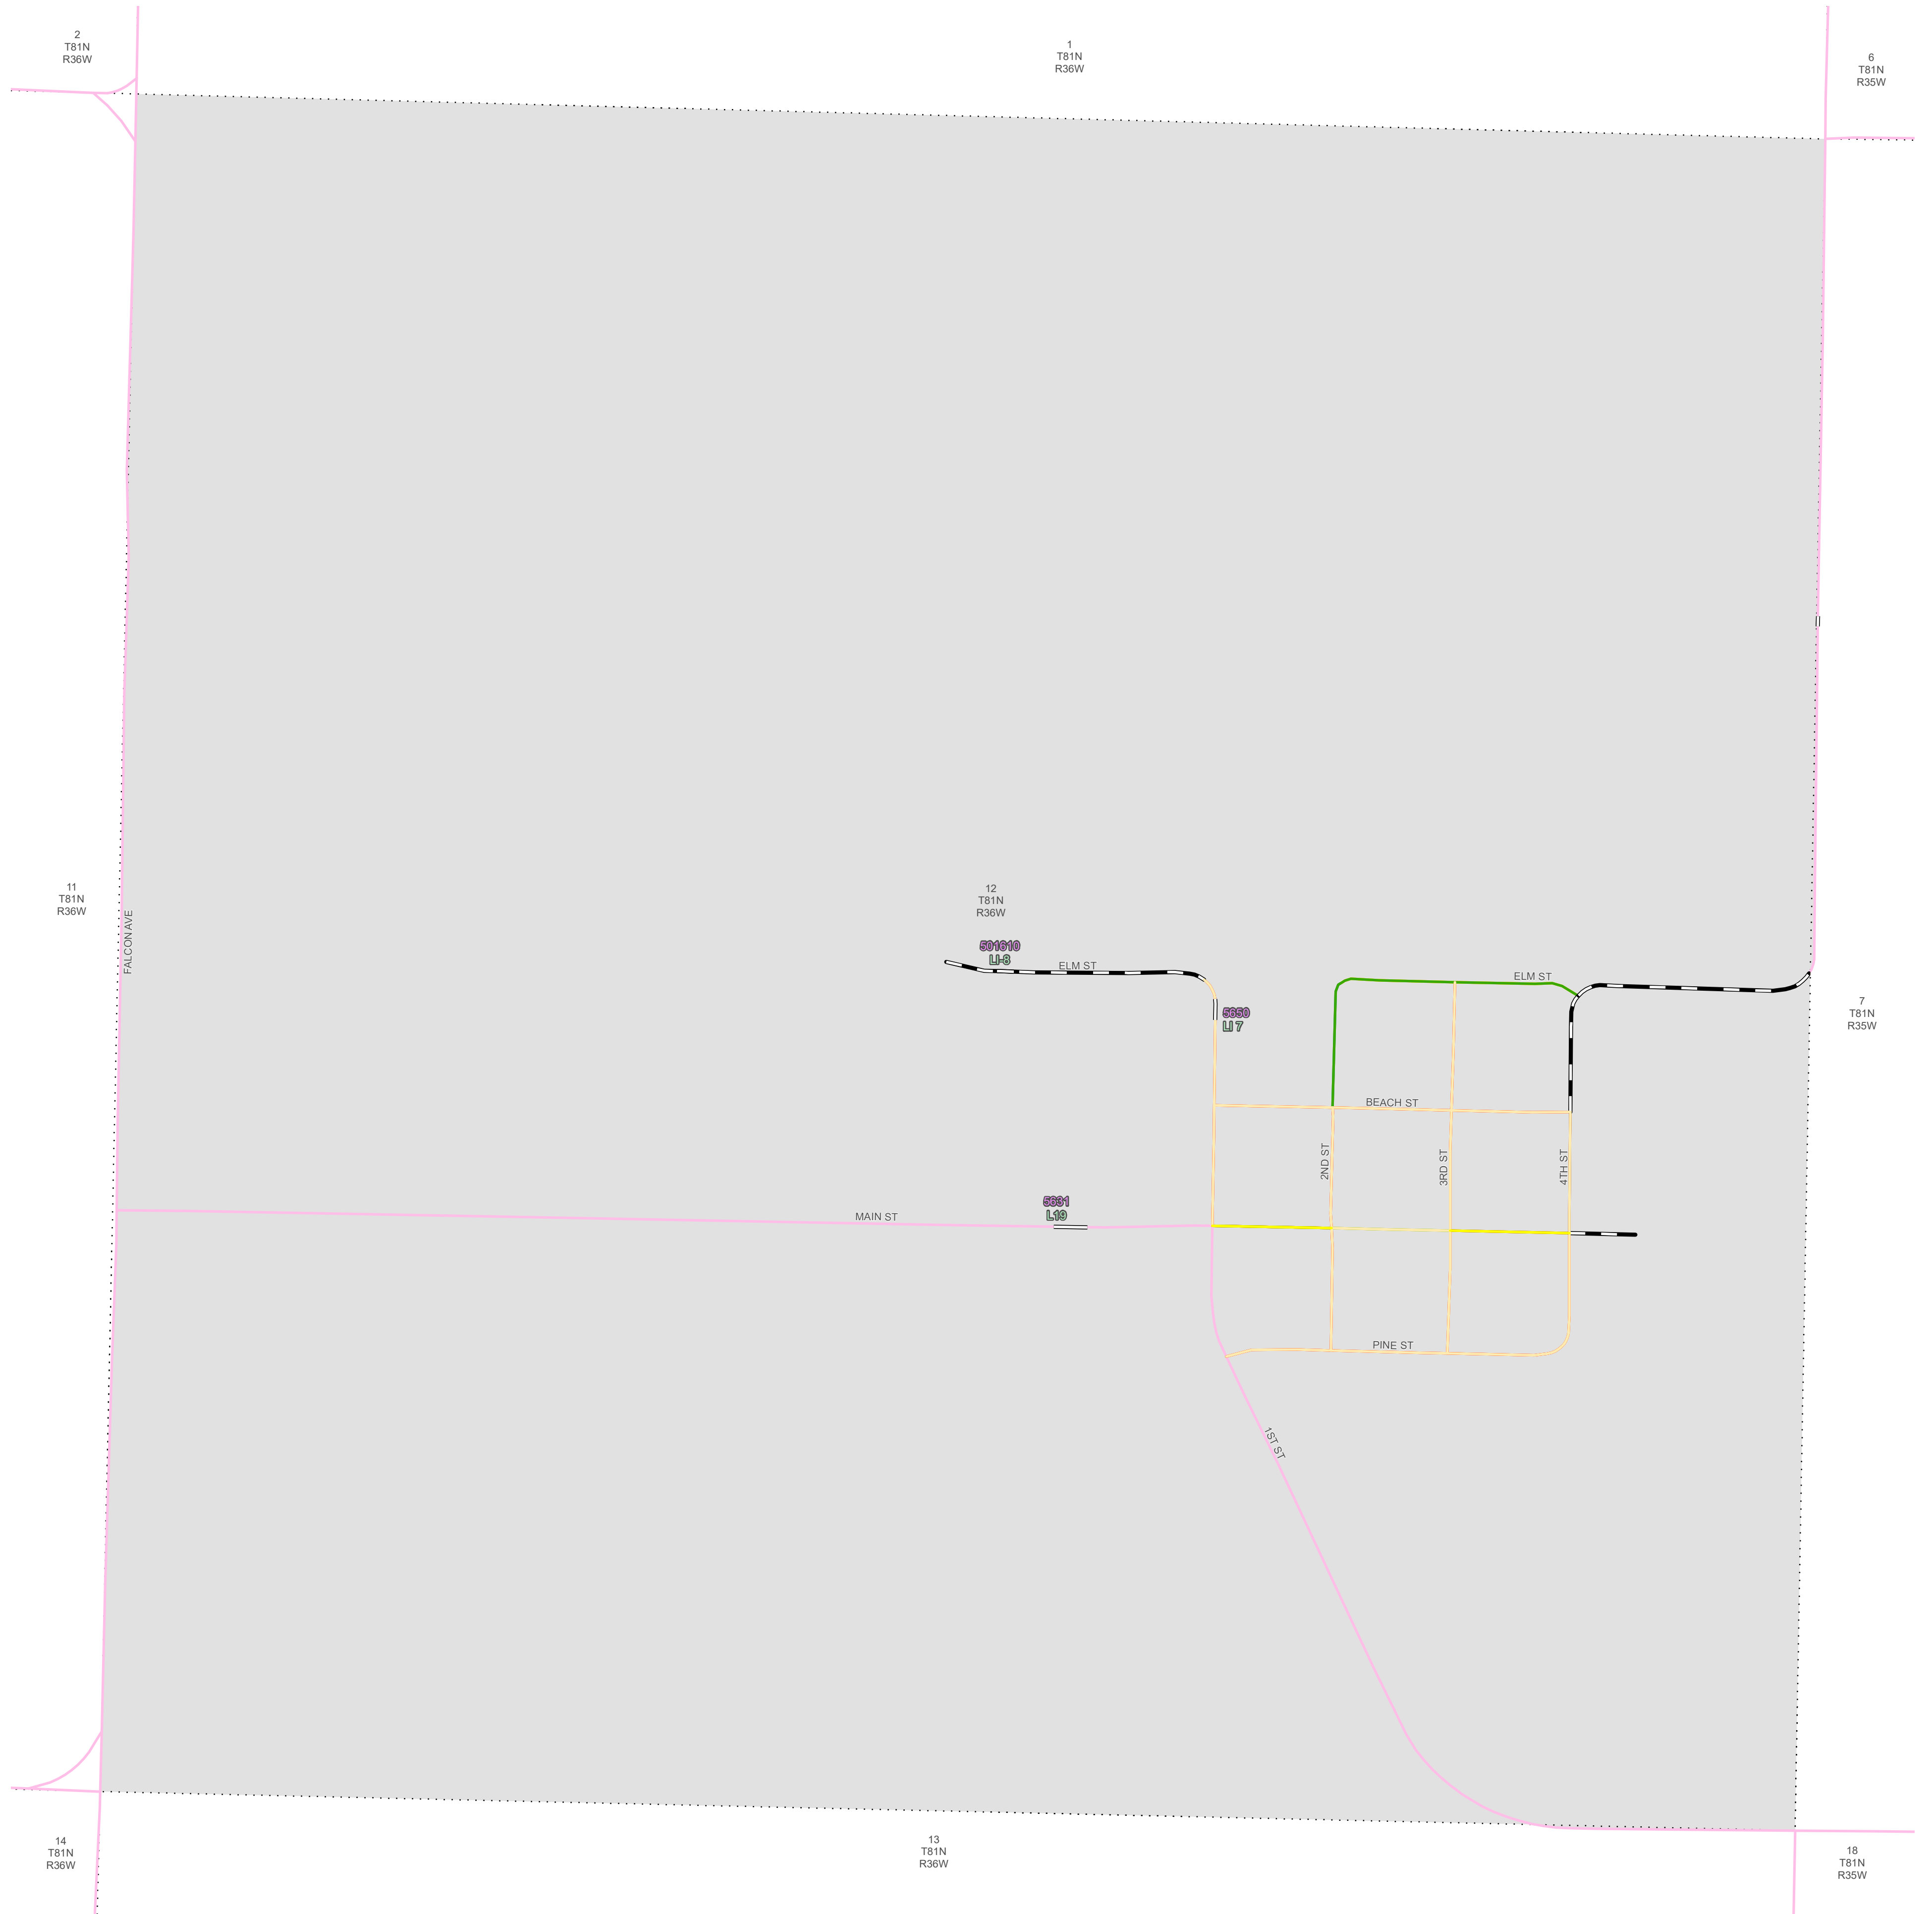 2
T81N
R36W
1
T81N
R36W
6
T81N
R35W
11
T81N
R36W
FALCON AVE
12
T81N
R36W
501610
LI-8
ELM ST
ELM ST
5650
LI 7
7
T81N
R35W
BEACH ST
2ND ST
3RD ST
4TH ST
5631
L19
MAIN ST
PINE ST
1ST ST
14
T81N
R36W
13
T81N
R36W
18
T81N
R35W